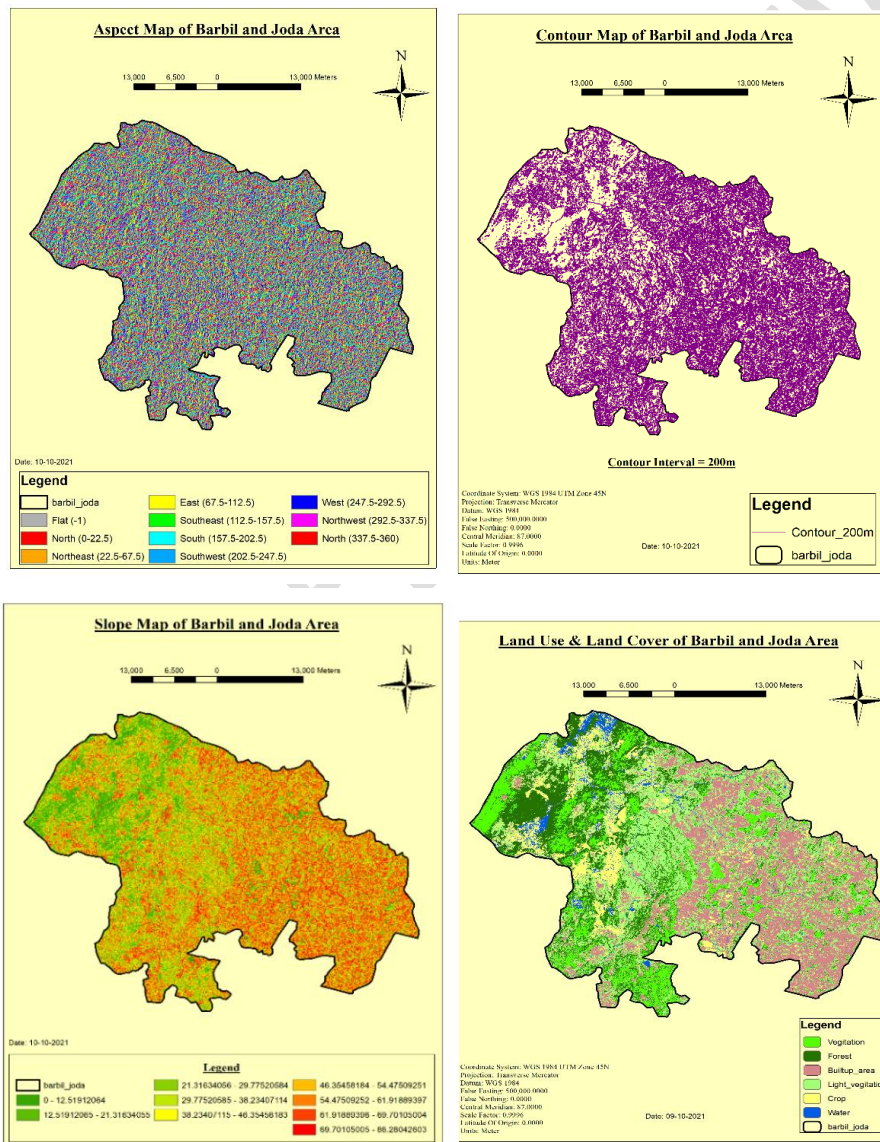 Aspect Map of Barbil and Joda Area
13,000 6,500 0 13,000 Meters
N
Date: 10-10-2021
Legend
barbil_joda
Flat (-1)
North (0-22.5)
Northeast (22.5-67.5)
East (67.5-112.5)
Southeast (112.5-157.5)
South (157.5-202.5)
Southwest (202.5-247.5)
West (247.5-292.5)
Northwest (292.5-337.5)
North (337.5-360)
Contour Map of Barbil and Joda Area
13,000 6,500 0 13,000 Meters
N
Contour Interval = 200m
Coordinate System: WGS 1984 UTM Zone 45N
Projection: Transverse Mercator
Datum: WGS 1984
False Easting: 500,000.0000
False Northing: 0.0000
Central Meridian: 87.0000
Scale Factor: 0.9996
Latitude Of Origin: 0.0000
Units: Meter
Date: 10-10-2021
Legend
Contour_200m
barbil_joda
Slope Map of Barbil and Joda Area
13,000 6,500 0 13,000 Meters
N
Date: 10-10-2021
Legend
barbil_joda
0 - 12.51912064
12.51912065 - 21.31634055
21.31634056 - 29.77520584
29.77520585 - 38.23407114
38.23407115 - 46.35458183
46.35458184 - 54.47509251
54.47509252 - 61.91889397
61.91889398 - 69.70105004
69.70105005 - 86.28042603
Land Use & Land Cover of Barbil and Joda Area
13,000 6,500 0 13,000 Meters
N
Coordinate System: WGS 1984 UTM Zone 45N
Projection: Transverse Mercator
Datum: WGS 1984
False Easting: 500,000.0000
False Northing: 0.0000
Central Meridian: 87.0000
Scale Factor: 0.9996
Latitude Of Origin: 0.0000
Units: Meter
Date: 09-10-2021
Legend
Vegitation
Forest
Builtup_area
Light_vegitation
Crop
Water
barbil_joda